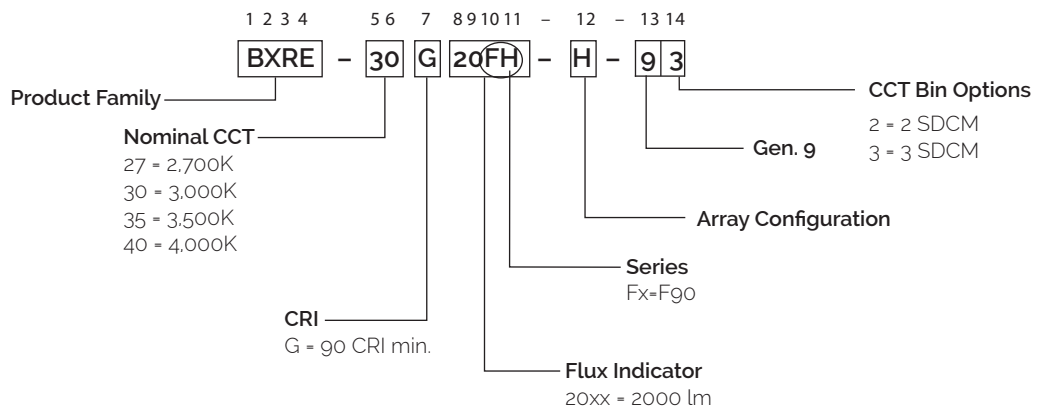 1 2 3 4 5 6 7 8 9 10 11 – 12 – 13 14
BXRE – 30 G 20FH – H – 9 3
Product Family
CCT Bin Options
2 = 2 SDCM
3 = 3 SDCM
Nominal CCT
27 = 2,700K
30 = 3,000K
35 = 3,500K
40 = 4,000K
Gen. 9
Array Configuration
Series
Fx=F90
CRI
G = 90 CRI min.
Flux Indicator
20xx = 2000 lm